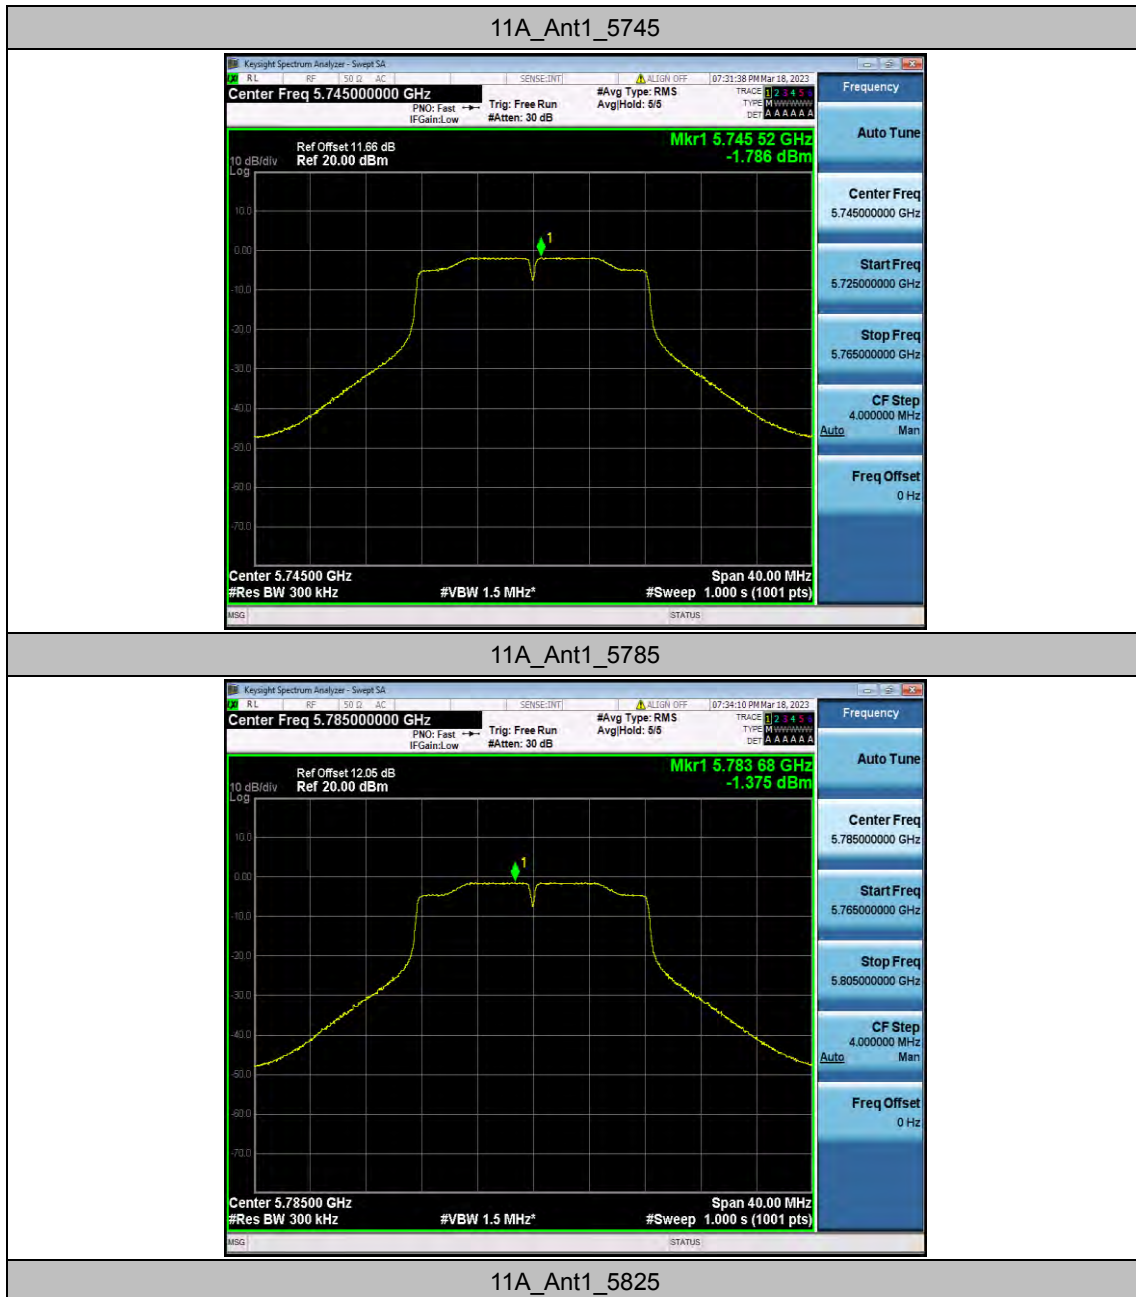 11A_Ant1_5745
Keysight Spectrum Analyzer - Swept SA
RL RF 50 Ω AC SENSE:INT ALIGN OFF 07:31:38 PM Mar 18, 2023
Center Freq 5.745000000 GHz
PNO: Fast
IFGain:Low
Trig: Free Run
#Atten: 30 dB
#Avg Type: RMS
Avg|Hold: 5/5
TRACE 1 2 3 4 5 6
TYPE M W W W W W
DET A A A A A A
Ref Offset 11.66 dB
10 dB/div Ref 20.00 dBm
Log
Mkr1 5.745 52 GHz
-1.786 dBm
1
10.0
0.00
-10.0
-20.0
-30.0
-40.0
-50.0
-60.0
-70.0
Center 5.74500 GHz Span 40.00 MHz
#Res BW 300 kHz #VBW 1.5 MHz* #Sweep 1.000 s (1001 pts)
MSG STATUS
Frequency
Auto Tune
Center Freq
5.745000000 GHz
Start Freq
5.725000000 GHz
Stop Freq
5.765000000 GHz
CF Step
4.000000 MHz
Auto Man
Freq Offset
0 Hz
11A_Ant1_5785
Keysight Spectrum Analyzer - Swept SA
RL RF 50 Ω AC SENSE:INT ALIGN OFF 07:34:10 PM Mar 18, 2023
Center Freq 5.785000000 GHz
PNO: Fast
IFGain:Low
Trig: Free Run
#Atten: 30 dB
#Avg Type: RMS
Avg|Hold: 5/5
TRACE 1 2 3 4 5 6
TYPE M W W W W W
DET A A A A A A
Ref Offset 12.05 dB
10 dB/div Ref 20.00 dBm
Log
Mkr1 5.783 68 GHz
-1.375 dBm
1
10.0
0.00
-10.0
-20.0
-30.0
-40.0
-50.0
-60.0
-70.0
Center 5.78500 GHz Span 40.00 MHz
#Res BW 300 kHz #VBW 1.5 MHz* #Sweep 1.000 s (1001 pts)
MSG STATUS
Frequency
Auto Tune
Center Freq
5.785000000 GHz
Start Freq
5.765000000 GHz
Stop Freq
5.805000000 GHz
CF Step
4.000000 MHz
Auto Man
Freq Offset
0 Hz
11A_Ant1_5825